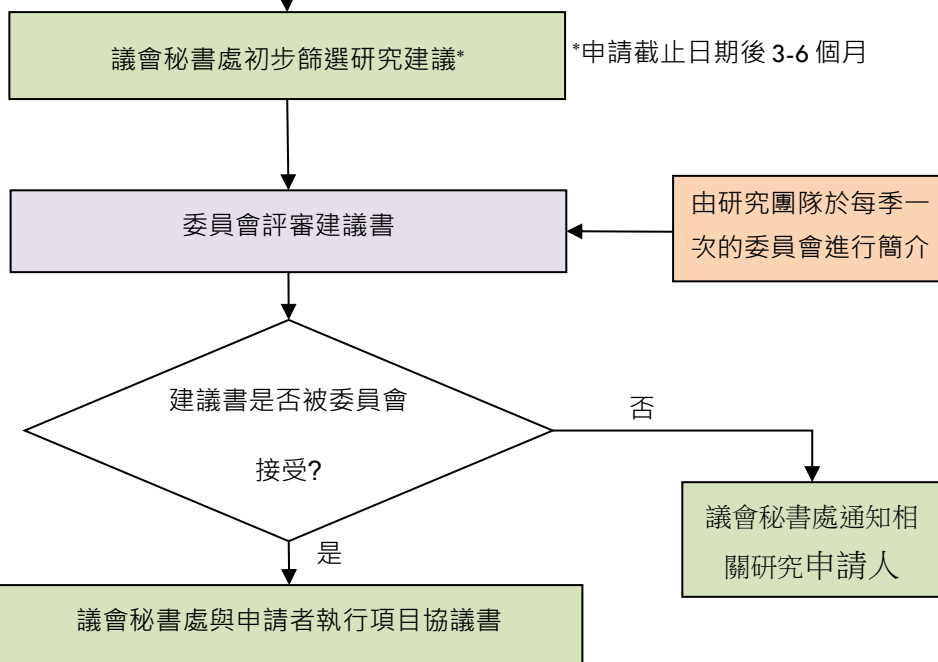 議會秘書處初步篩選研究建議*
*申請截止日期後 3-6 個月
委員會評審建議書
由研究團隊於每季一
次的委員會進行簡介
建議書是否被委員會
接受?
否
議會秘書處通知相
關研究申請人
是
議會秘書處與申請者執行項目協議書